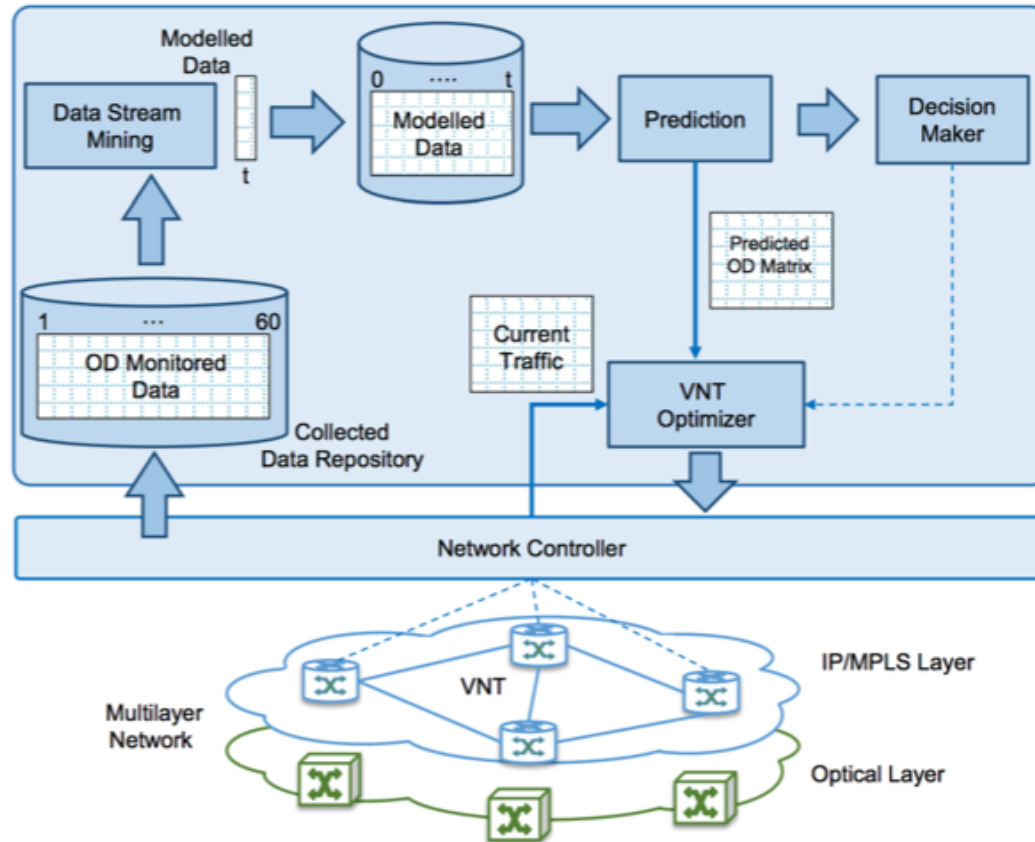 Modelled
Data
Data Stream
Mining
t
0 ···· t
Modelled
Data
Prediction
Decision
Maker
Predicted
OD Matrix
1 ··· 60
OD Monitored
Data
Collected
Data Repository
Current
Traffic
VNT
Optimizer
Network Controller
IP/MPLS Layer
VNT
Multilayer
Network
Optical Layer